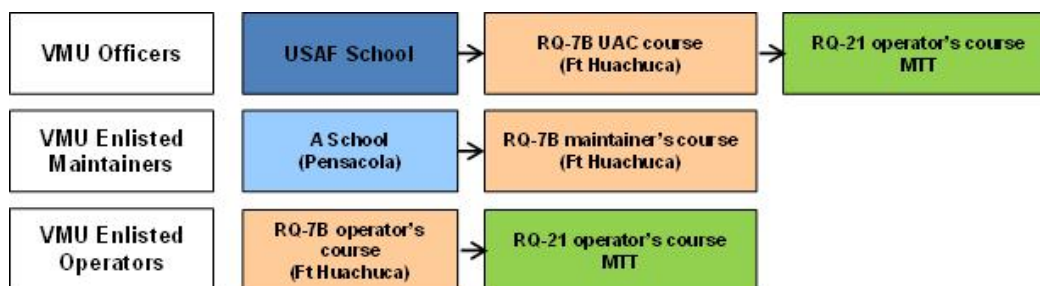 VMU Officers
USAF School
RQ-7B UAC course
(Ft Huachuca)
RQ-21 operator's course
MTT
VMU Enlisted
Maintainers
A School
(Pensacola)
RQ-7B maintainer's course
(Ft Huachuca)
VMU Enlisted
Operators
RQ-7B operator's
course
(Ft Huachuca)
RQ-21 operator's course
MTT